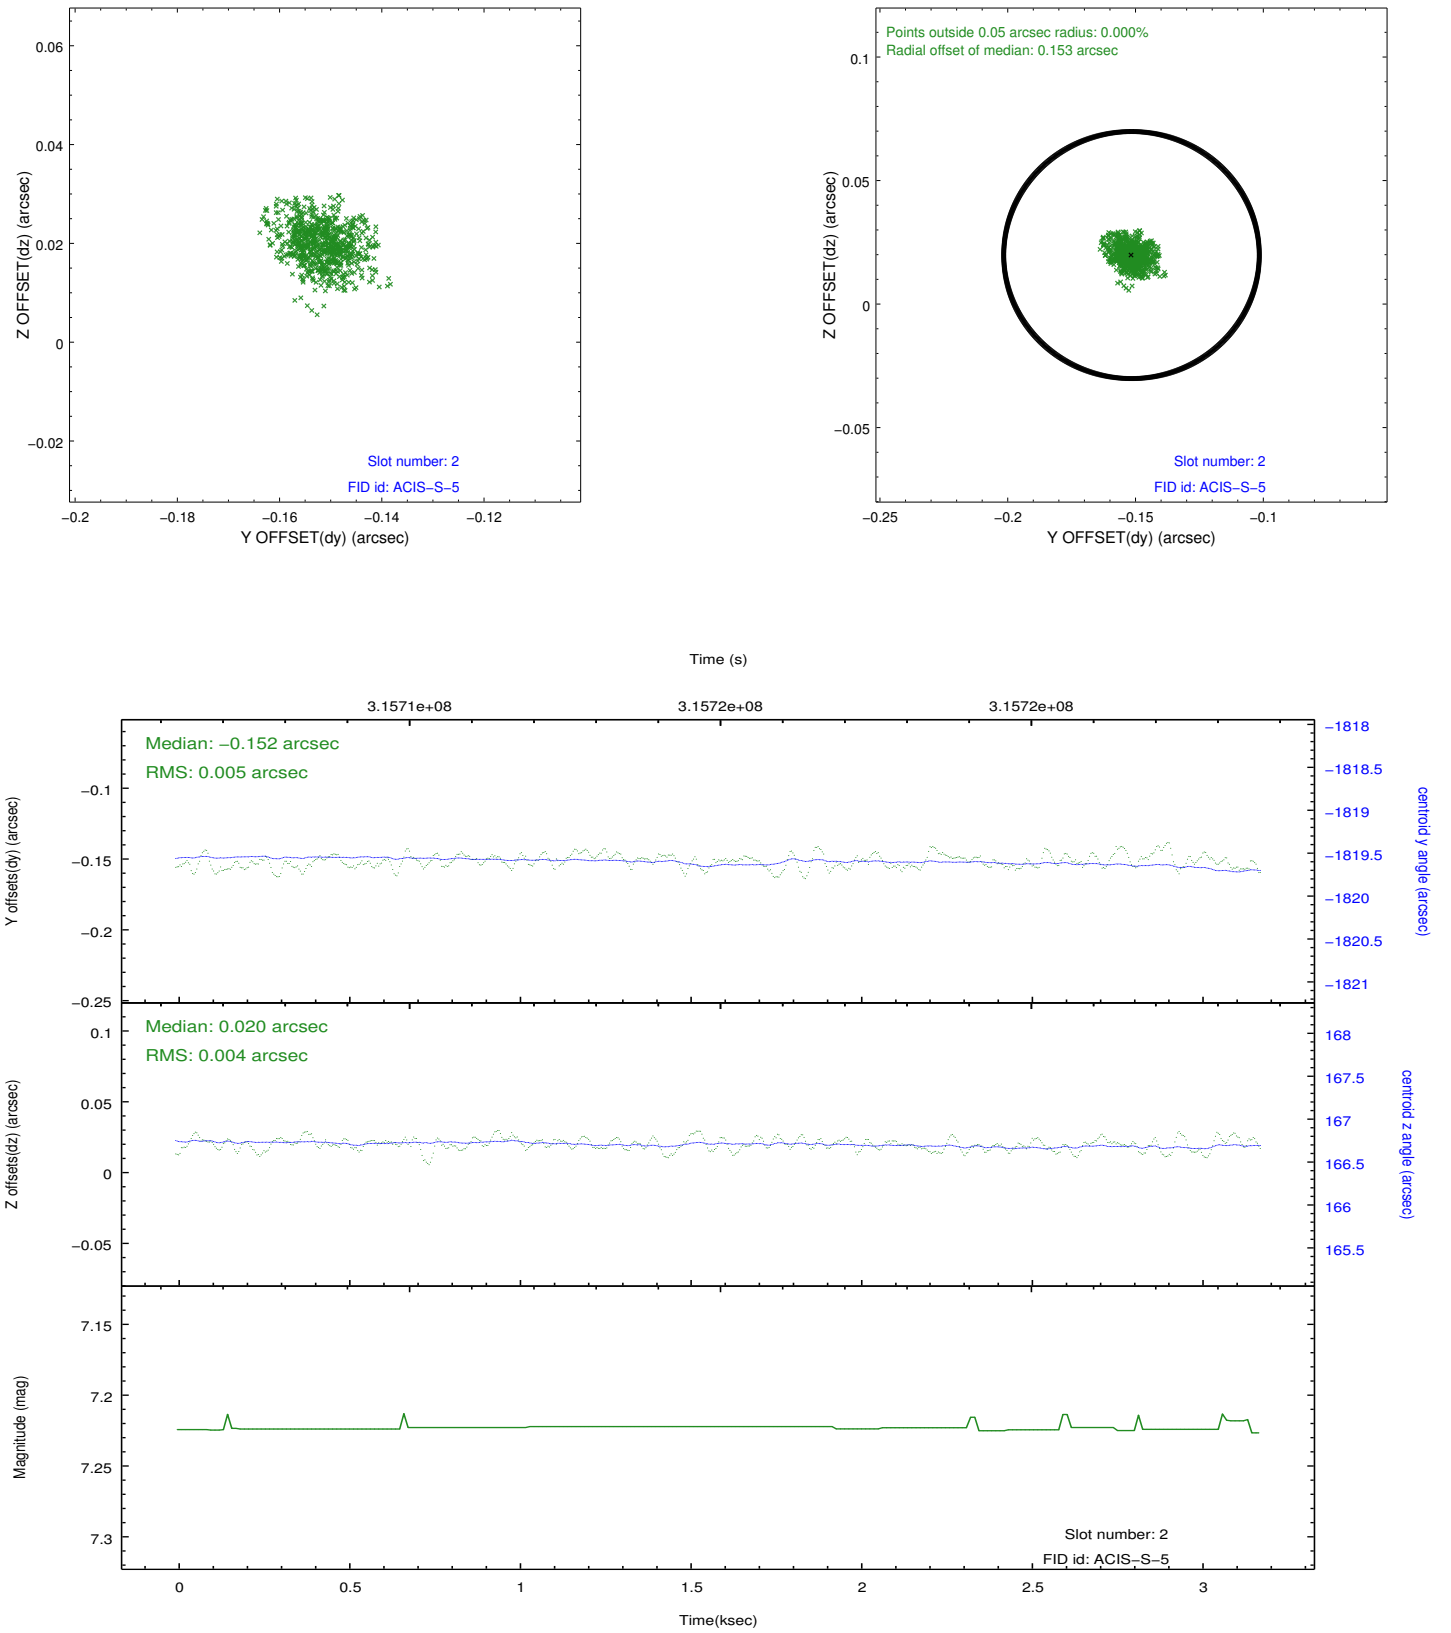 0.06
0.04
0.02
0
−0.02
Z OFFSET(dz) (arcsec)
−0.2
−0.18
−0.16
−0.14
−0.12
Y OFFSET(dy) (arcsec)
Slot number: 2
FID id: ACIS−S−5
Points outside 0.05 arcsec radius: 0.000%
Radial offset of median: 0.153 arcsec
0.1
0.05
0
−0.05
Z OFFSET(dz) (arcsec)
−0.25
−0.2
−0.15
−0.1
Y OFFSET(dy) (arcsec)
Slot number: 2
FID id: ACIS−S−5
Time (s)
3.1571e+08
3.1572e+08
3.1572e+08
Median: −0.152 arcsec
RMS: 0.005 arcsec
−0.1
−0.15
−0.2
−0.25
Y offsets(dy) (arcsec)
−1818
−1818.5
−1819
−1819.5
−1820
−1820.5
−1821
centroid y angle (arcsec)
Median: 0.020 arcsec
RMS: 0.004 arcsec
0.1
0.05
0
−0.05
Z offsets(dz) (arcsec)
168
167.5
167
166.5
166
165.5
centroid z angle (arcsec)
7.15
7.2
7.25
7.3
Magnitude (mag)
Slot number: 2
FID id: ACIS−S−5
0
0.5
1
1.5
2
2.5
3
Time(ksec)